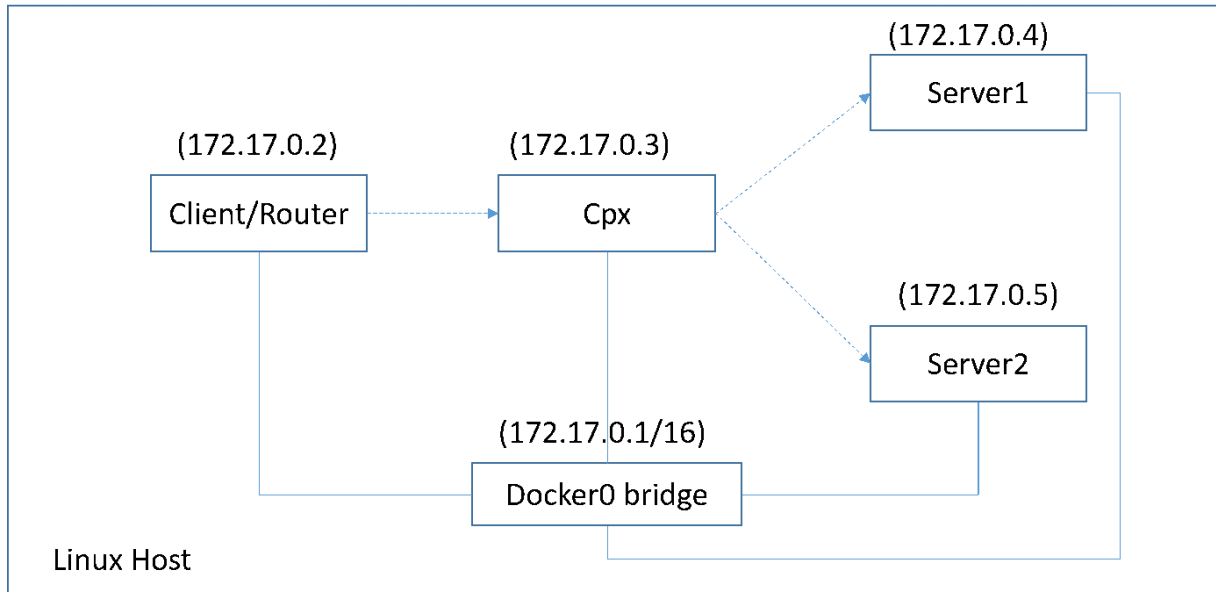 (172.17.0.4)
Server1
(172.17.0.2)
(172.17.0.3)
Client/Router
Cpx
(172.17.0.5)
Server2
(172.17.0.1/16)
Docker0 bridge
Linux Host